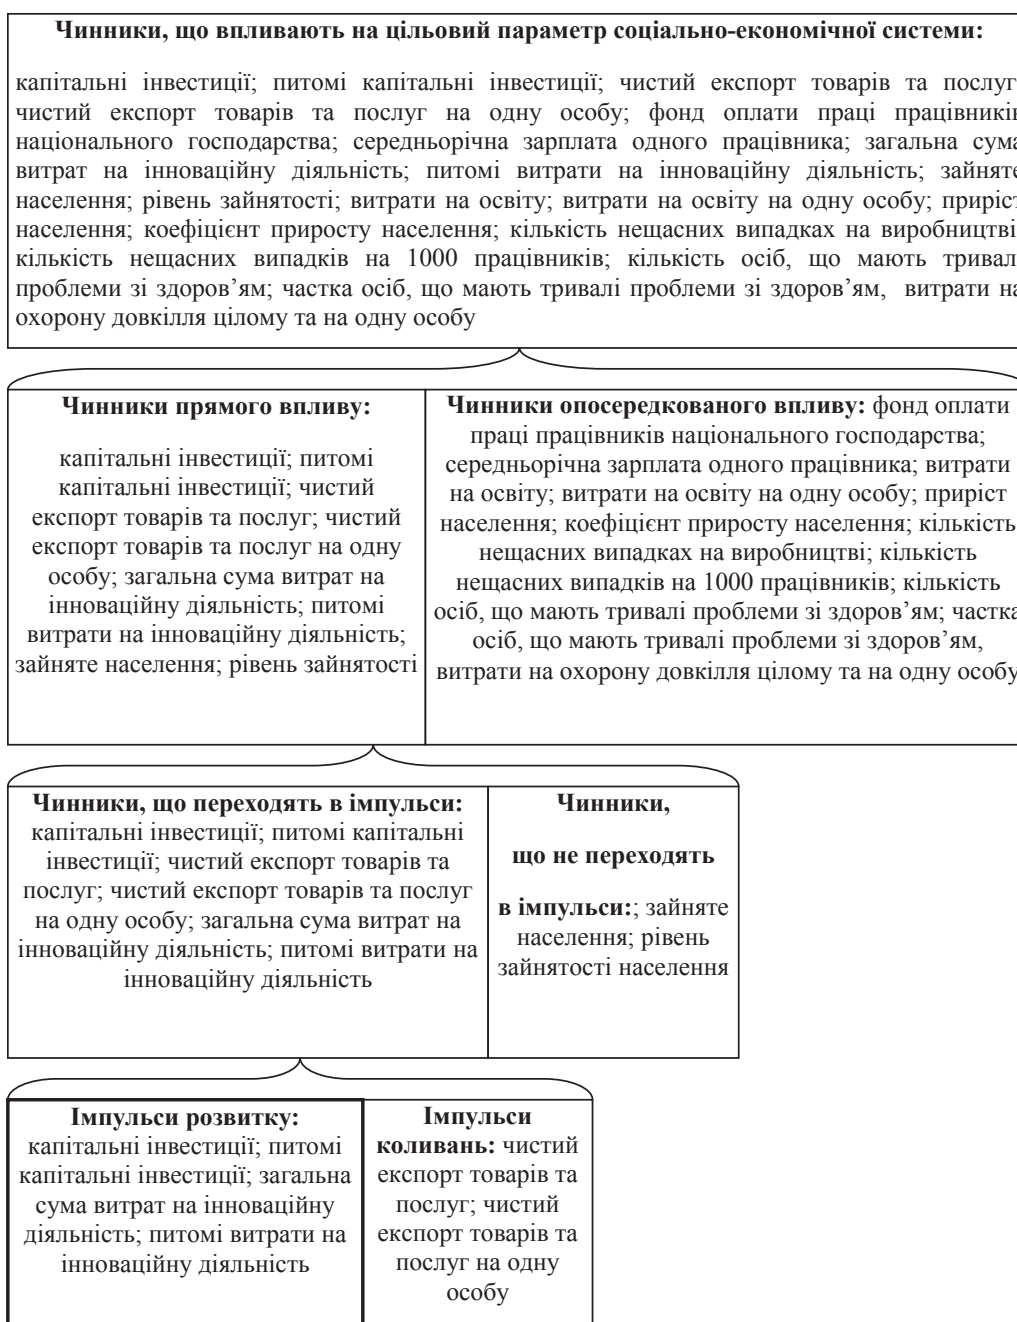 Чинники, що впливають на цільовий параметр соціально-економічної системи:
капітальні інвестиції; питомі капітальні інвестиції; чистий експорт товарів та послуг
чистий експорт товарів та послуг на одну особу; фонд оплати праці працівників
національного господарства; середньорічна зарплата одного працівника; загальна сума
витрат на інноваційну діяльність; питомі витрати на інноваційну діяльність; зайняте
населення; рівень зайнятості; витрати на освіту; витрати на освіту на одну особу; приріст
населення; коефіцієнт приросту населення; кількість нещасних випадках на виробництві
кількість нещасних випадків на 1000 працівників; кількість осіб, що мають тривал
проблеми зі здоров’ям; частка осіб, що мають тривалі проблеми зі здоров’ям, витрати на
охорону довкілля цілому та на одну особу
Чинники прямого впливу:
капітальні інвестиції; питомі
капітальні інвестиції; чистий
експорт товарів та послуг; чистий
експорт товарів та послуг на одну
особу; загальна сума витрат на
інноваційну діяльність; питомі
витрати на інноваційну діяльність;
зайняте населення; рівень зайнятості
Чинники опосередкованого впливу: фонд оплати
праці працівників національного господарства;
середньорічна зарплата одного працівника; витрати
на освіту; витрати на освіту на одну особу; приріст
населення; коефіцієнт приросту населення; кількість
нещасних випадках на виробництві; кількість
нещасних випадків на 1000 працівників; кількість
осіб, що мають тривалі проблеми зі здоров’ям; частка
осіб, що мають тривалі проблеми зі здоров’ям,
витрати на охорону довкілля цілому та на одну особу
Чинники, що переходять в імпульси:
капітальні інвестиції; питомі капітальні
інвестиції; чистий експорт товарів та
послуг; чистий експорт товарів та послуг
на одну особу; загальна сума витрат на
інноваційну діяльність; питомі витрати на
інноваційну діяльність
Чинники,
що не переходять
в імпульси:; зайняте
населення; рівень
зайнятості населення
Імпульси розвитку:
капітальні інвестиції; питомі
капітальні інвестиції; загальна
сума витрат на інноваційну
діяльність; питомі витрати на
інноваційну діяльність
Імпульси
коливань: чистий
експорт товарів та
послуг; чистий
експорт товарів та
послуг на одну
особу